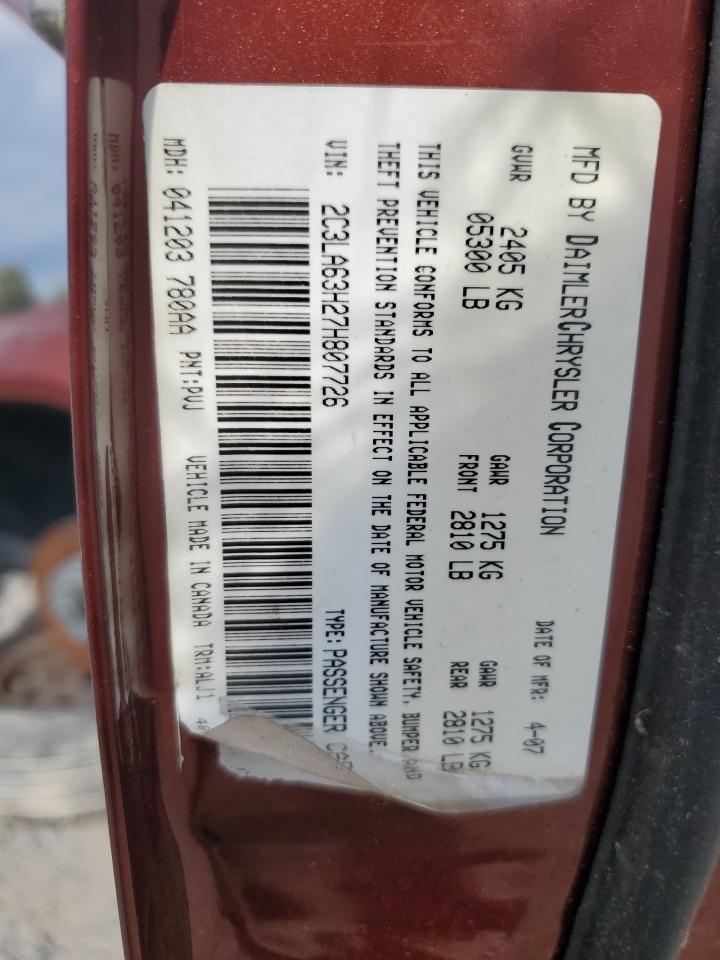 MFD BY DAIMLERCHRYSLER CORPORATION
DATE OF MFR: 4-07
GVWR 2405 KG
05300 LB
GAWR 1275 KG
FRONT 2810 LB
GAWR 1275 KG
REAR 2810 LB
THIS VEHICLE CONFORMS TO ALL APPLICABLE FEDERAL MOTOR VEHICLE SAFETY, BUMPER AND
THEFT PREVENTION STANDARDS IN EFFECT ON THE DATE OF MANUFACTURE SHOWN ABOVE.
VIN: 2C3LA63H27H807726
TYPE: PASSENGER
MDH: 041203 780AA PNT:PVJ VEHICLE MADE IN CANADA TRM:ALJ1